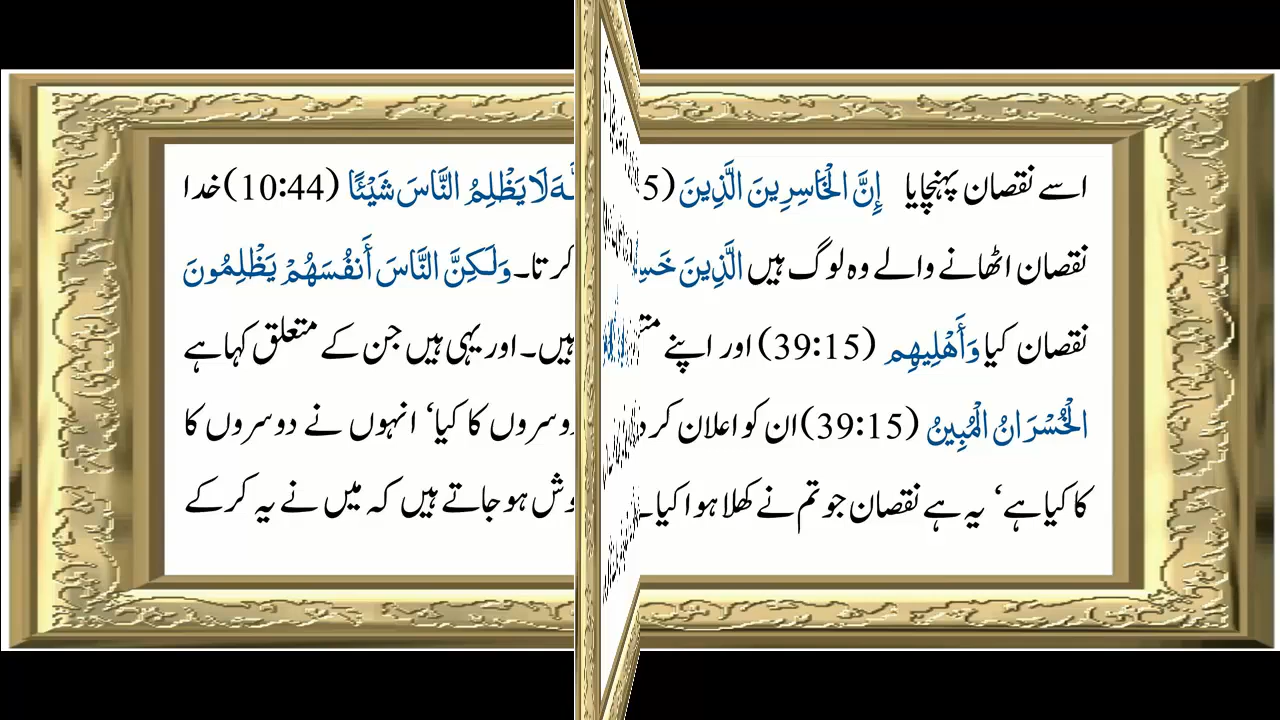 اسے نقصان پہنچایا إِنَّ الْخَاسِرِينَ الَّذِينَ لَا يَظْلِمُ النَّاسَ شَيْئًا (10:44) خدا
نقصان اٹھانے والے وہ لوگ ہیں الَّذِينَ کرتا۔ وَلَـكِنَّ النَّاسَ أَنفُسَهُمْ يَظْلِمُونَ
نقصان کیا وَأَهْلِيهِم (39:15) اور اپنے ہیں۔ اور یہی ہیں جن کے متعلق کہا ہے
الْخُسْرَانُ الْمُبِينُ (39:15) ان کو اعلان کر دوسروں کا کیا‘ انہوں نے دوسروں کا
کا کیا ہے‘ یہ ہے نقصان جو تم نے کھلا ہوا کیا۔ ہو جاتے ہیں کہ میں نے یہ کر کے